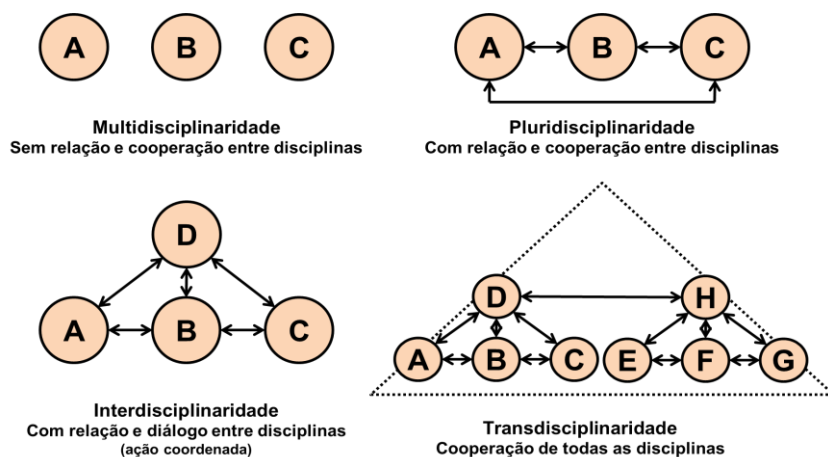 A B C
Multidisciplinaridade
Sem relação e cooperação entre disciplinas
A B C
Pluridisciplinaridade
Com relação e cooperação entre disciplinas
D
A B C
Interdisciplinaridade
Com relação e diálogo entre disciplinas
(ação coordenada)
D H
A B C E F G
Transdisciplinaridade
Cooperação de todas as disciplinas